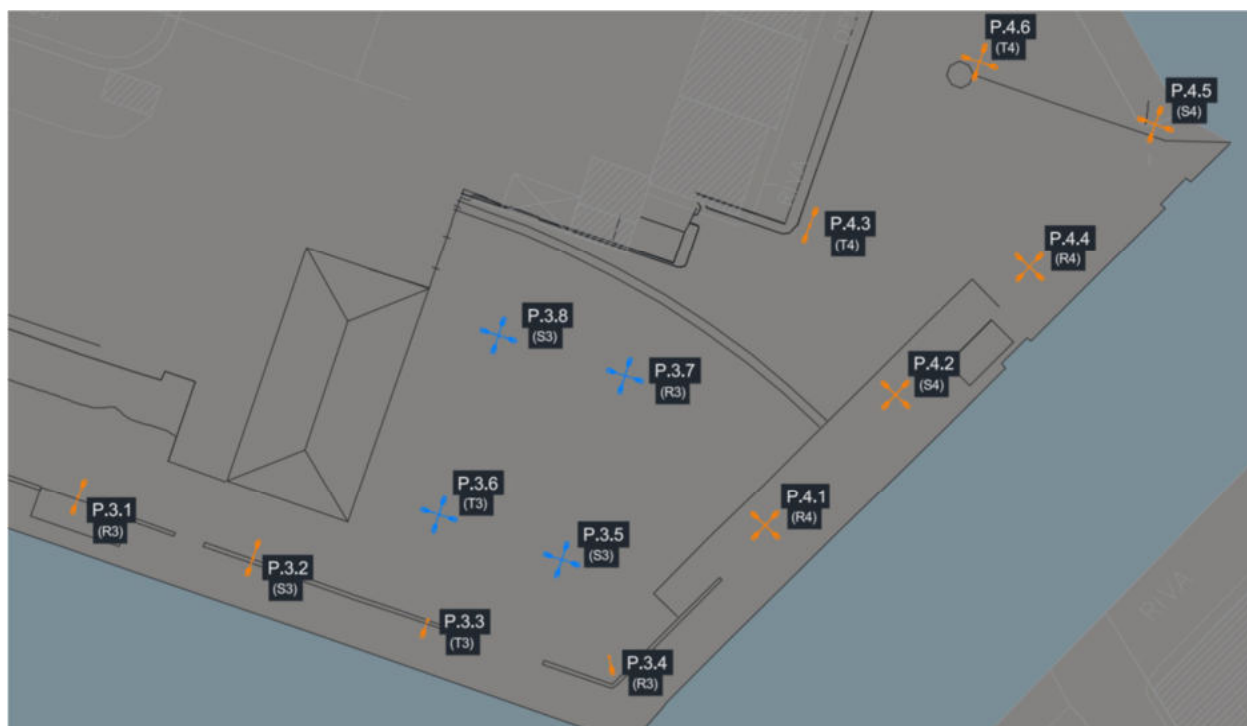 P.4.6
(T4)
P.4.5
(S4)
P.4.3
(T4)
P.4.4
(R4)
P.3.8
(S3)
P.3.7
(R3)
P.4.2
(S4)
P.3.6
(T3)
P.4.1
(R4)
P.3.1
(R3)
P.3.5
(S3)
P.3.2
(S3)
P.3.3
(T3)
P.3.4
(R3)
RIVA
RIVA